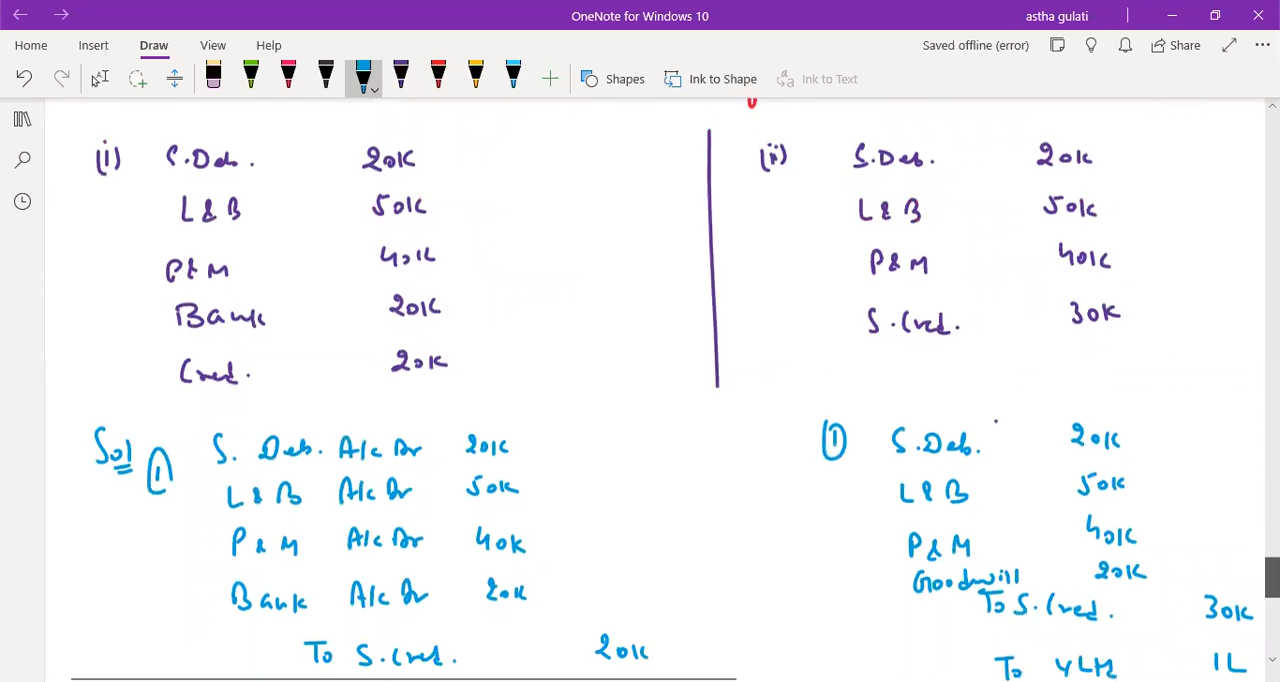 OneNote for Windows 10
astha gulati
Home Insert Draw View Help
Saved offline (error) Share
Shapes Ink to Shape Ink to Text
(i) S.Deb. 20K
L & B 50K
P & M 40K
Bank 20K
Cred. 20K
(ii) S.Deb. 20K
L & B 50K
P & M 40K
S.Cred. 30K
Sol
① S. Deb. A/c Dr 20K
L & B A/c Dr 50K
P & M A/c Dr 40K
Bank A/c Dr 20K
To S.Cred. 20K
① S.Deb. 20K
L & B 50K
P & M 40K
Goodwill 20K
To S.Cred. 30K
To YLM 1L